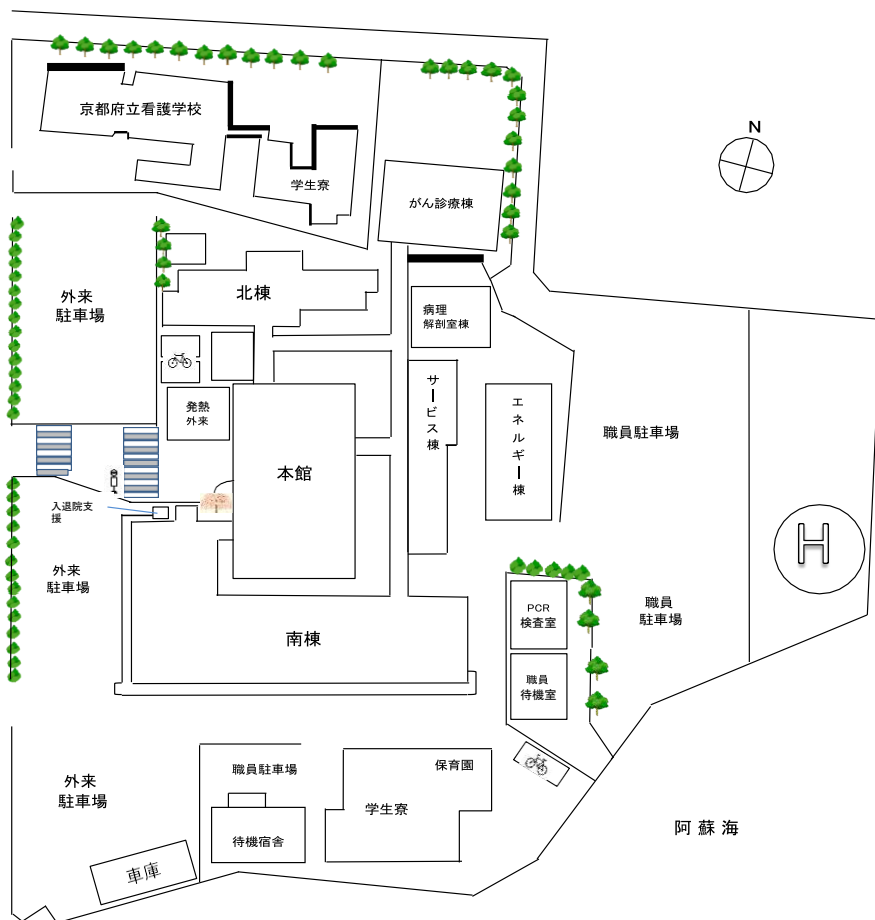 N
京都府立看護学校
学生寮
がん診療棟
外来
駐車場
北棟
病理
解剖室棟
サービス棟
エネルギー棟
発熱
外来
職員駐車場
本館
入退院支
援
H
外来
駐車場
PCR
検査室
職員
駐車場
南棟
職員
待機室
保育園
職員駐車場
外来
駐車場
学生寮
待機宿舎
阿蘇海
車庫